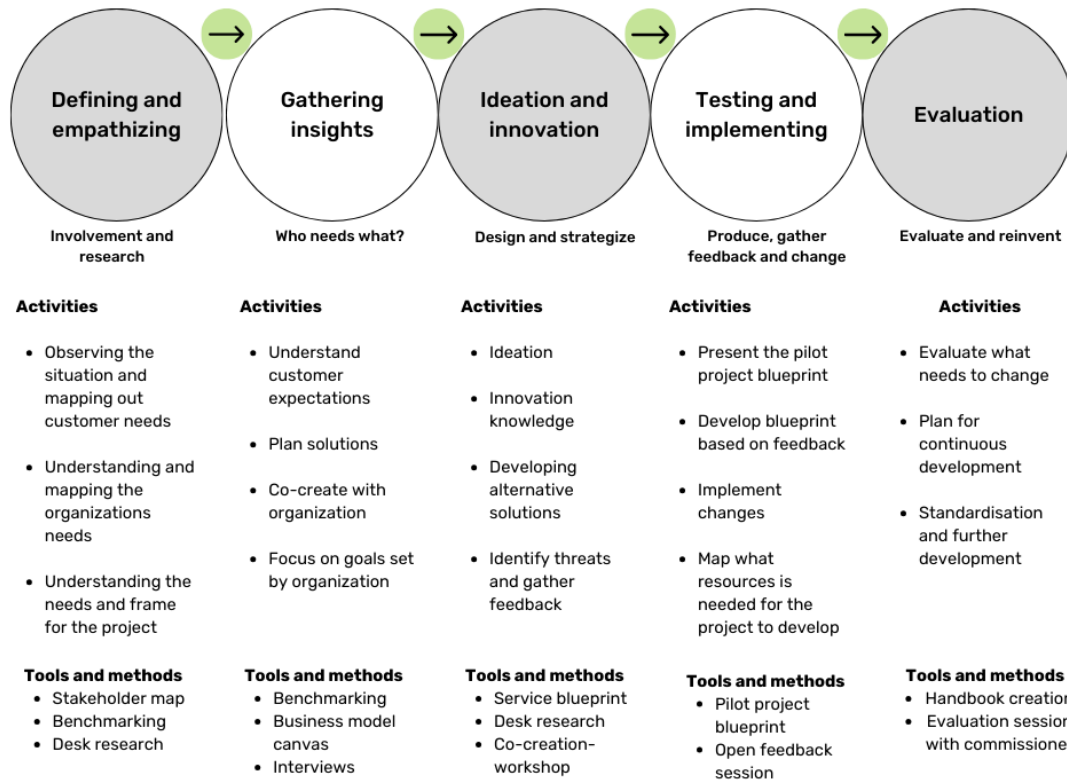 Defining and
empathizing
Gathering
insights
Ideation and
innovation
Testing and
implementing
Evaluation
Involvement and
research
Who needs what?
Design and strategize
Produce, gather
feedback and change
Evaluate and reinvent
Activities
• Observing the
situation and
mapping out
customer needs
• Understanding and
mapping the
organizations
needs
• Understanding the
needs and frame
for the project
Tools and methods
• Stakeholder map
• Benchmarking
• Desk research
Activities
• Understand
customer
expectations
• Plan solutions
• Co-create with
organization
• Focus on goals set
by organization
Tools and methods
• Benchmarking
• Business model
canvas
• Interviews
Activities
• Ideation
• Innovation
knowledge
• Developing
alternative
solutions
• Identify threats
and gather
feedback
Tools and methods
• Service blueprint
• Desk research
• Co-creation-
workshop
Activities
• Present the pilot
project blueprint
• Develop blueprint
based on feedback
• Implement
changes
• Map what
resources is
needed for the
project to develop
Tools and methods
• Pilot project
blueprint
• Open feedback
session
Activities
• Evaluate what
needs to change
• Plan for
continuous
development
• Standardisation
and further
development
Tools and methods
• Handbook creation
• Evaluation session
with commissione